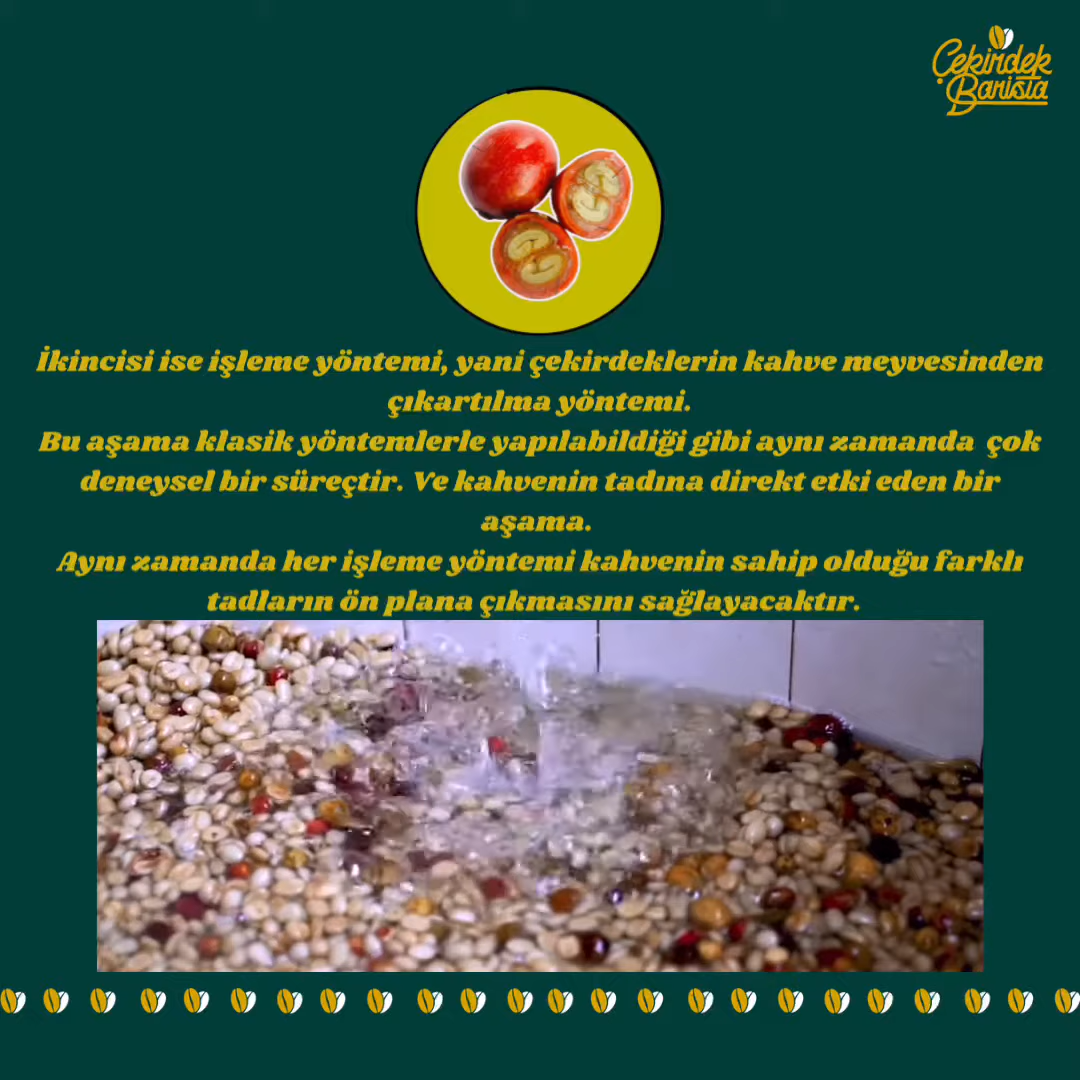 Çekirdek
Barista
İkincisi ise işleme yöntemi, yani çekirdeklerin kahve meyvesinden
çıkartılma yöntemi.
Bu aşama klasik yöntemlerle yapılabildiği gibi aynı zamanda çok
deneysel bir süreçtir. Ve kahvenin tadına direkt etki eden bir
aşama.
Aynı zamanda her işleme yöntemi kahvenin sahip olduğu farklı
tadların ön plana çıkmasını sağlayacaktır.